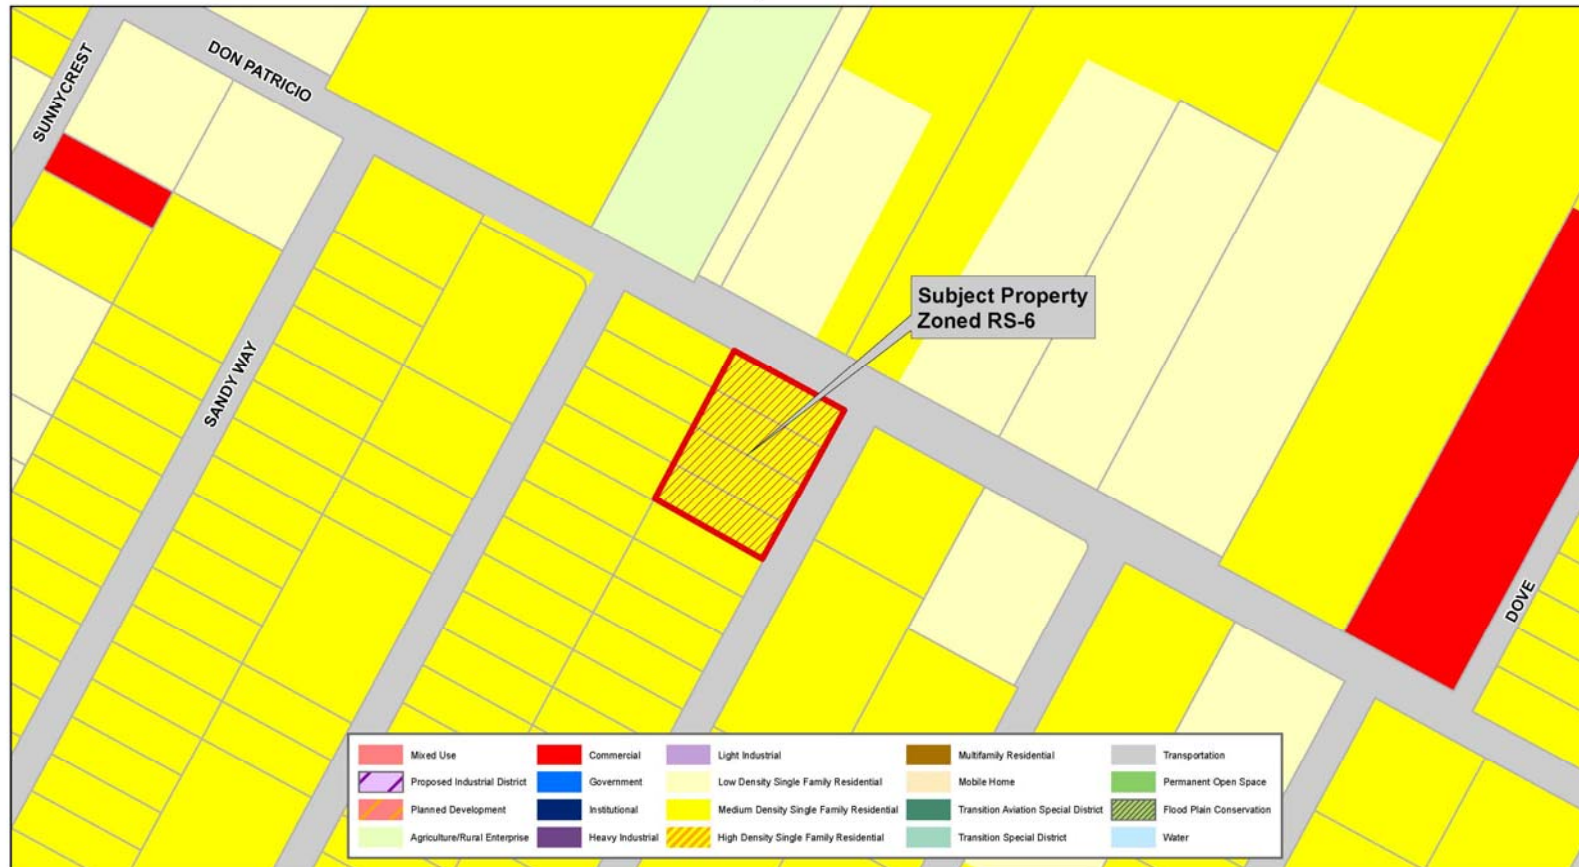 SUNNYCREST
DON PATRICIO
SANDY WAY
Subject Property
Zoned RS-6
DOVE
Mixed Use
Commercial
Light Industrial
Multifamily Residential
Transportation
Proposed Industrial District
Government
Low Density Single Family Residential
Mobile Home
Permanent Open Space
Planned Development
Institutional
Medium Density Single Family Residential
Transition Aviation Special District
Flood Plain Conservation
Agriculture/Rural Enterprise
Heavy Industrial
High Density Single Family Residential
Transition Special District
Water